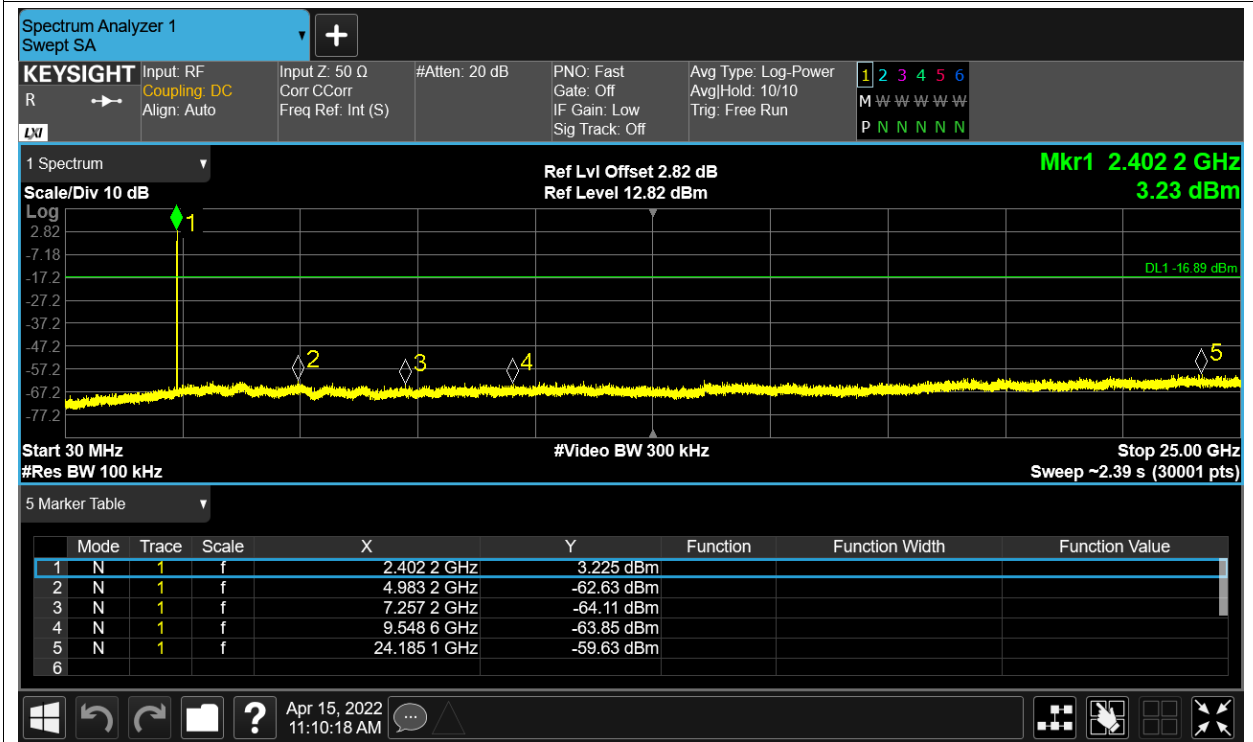 Spectrum Analyzer 1
Swept SA
KEYSIGHT
R
LXI
Input: RF
Coupling: DC
Align: Auto
Input Z: 50 Ω
Corr CCorr
Freq Ref: Int (S)
#Atten: 20 dB
PNO: Fast
Gate: Off
IF Gain: Low
Sig Track: Off
Avg Type: Log-Power
Avg|Hold: 10/10
Trig: Free Run
1 2 3 4 5 6
M W W W W W
P N N N N N
1 Spectrum
Scale/Div 10 dB
Ref Lvl Offset 2.82 dB
Ref Level 12.82 dBm
Mkr1 2.402 2 GHz
3.23 dBm
Log
2.82
-7.18
-17.2
-27.2
-37.2
-47.2
-57.2
-67.2
-77.2
1
2
3
4
5
DL1 -16.89 dBm
Start 30 MHz
#Res BW 100 kHz
#Video BW 300 kHz
Stop 25.00 GHz
Sweep ~2.39 s (30001 pts)
5 Marker Table
Mode Trace Scale X Y Function Function Width Function Value
1 N 1 f 2.402 2 GHz 3.225 dBm
2 N 1 f 4.983 2 GHz -62.63 dBm
3 N 1 f 7.257 2 GHz -64.11 dBm
4 N 1 f 9.548 6 GHz -63.85 dBm
5 N 1 f 24.185 1 GHz -59.63 dBm
6
?
Apr 15, 2022
11:10:18 AM